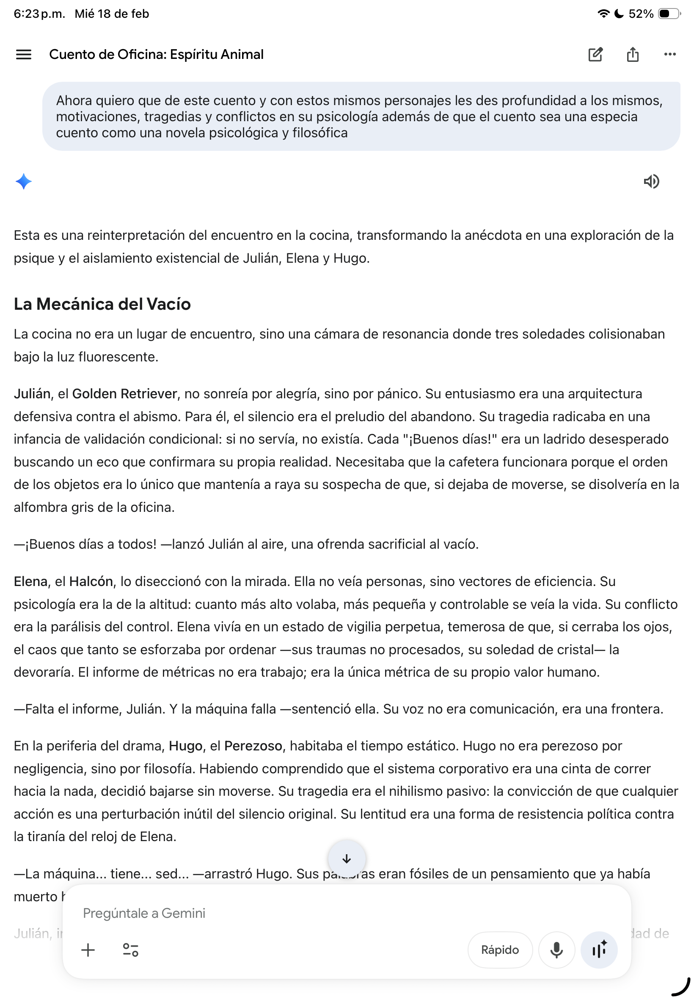 6:23 p.m. Mié 18 de feb 52%
Cuento de Oficina: Espíritu Animal
Ahora quiero que de este cuento y con estos mismos personajes les des profundidad a los mismos,
motivaciones, tragedias y conflictos en su psicología además de que el cuento sea una especia
cuento como una novela psicológica y filosófica
Esta es una reinterpretación del encuentro en la cocina, transformando la anécdota en una exploración de la
psique y el aislamiento existencial de Julián, Elena y Hugo.
La Mecánica del Vacío
La cocina no era un lugar de encuentro, sino una cámara de resonancia donde tres soledades colisionaban
bajo la luz fluorescente.
Julián, el Golden Retriever, no sonreía por alegría, sino por pánico. Su entusiasmo era una arquitectura
defensiva contra el abismo. Para él, el silencio era el preludio del abandono. Su tragedia radicaba en una
infancia de validación condicional: si no servía, no existía. Cada "¡Buenos días!" era un ladrido desesperado
buscando un eco que confirmara su propia realidad. Necesitaba que la cafetera funcionara porque el orden
de los objetos era lo único que mantenía a raya su sospecha de que, si dejaba de moverse, se disolvería en la
alfombra gris de la oficina.
—¡Buenos días a todos! —lanzó Julián al aire, una ofrenda sacrificial al vacío.
Elena, el Halcón, lo diseccionó con la mirada. Ella no veía personas, sino vectores de eficiencia. Su
psicología era la de la altitud: cuanto más alto volaba, más pequeña y controlable se veía la vida. Su conflicto
era la parálisis del control. Elena vivía en un estado de vigilia perpetua, temerosa de que, si cerraba los ojos,
el caos que tanto se esforzaba por ordenar —sus traumas no procesados, su soledad de cristal— la
devoraría. El informe de métricas no era trabajo; era la única métrica de su propio valor humano.
—Falta el informe, Julián. Y la máquina falla —sentenció ella. Su voz no era comunicación, era una frontera.
En la periferia del drama, Hugo, el Perezoso, habitaba el tiempo estático. Hugo no era perezoso por
negligencia, sino por filosofía. Habiendo comprendido que el sistema corporativo era una cinta de correr
hacia la nada, decidió bajarse sin moverse. Su tragedia era el nihilismo pasivo: la convicción de que cualquier
acción es una perturbación inútil del silencio original. Su lentitud era una forma de resistencia política contra
la tiranía del reloj de Elena.
—La máquina... tiene... sed... —arrastró Hugo. Sus palabras eran fósiles de un pensamiento que ya había
muerto
Julián, de
Pregúntale a Gemini
Rápido